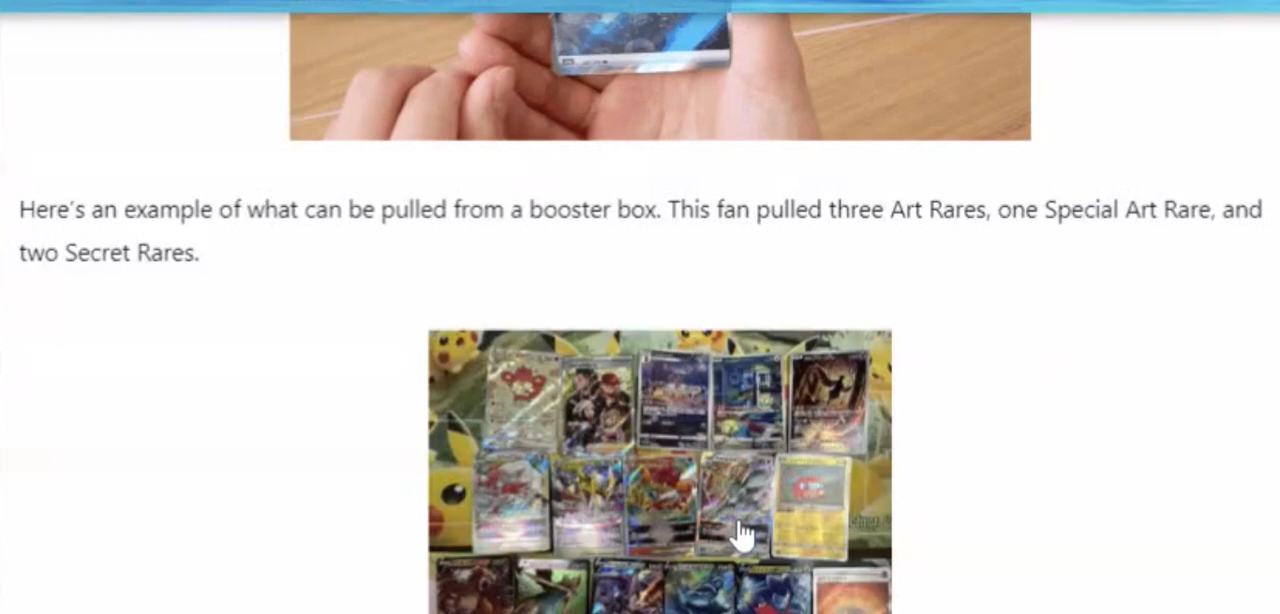 Here's an example of what can be pulled from a booster box. This fan pulled three Art Rares, one Special Art Rare, and
two Secret Rares.